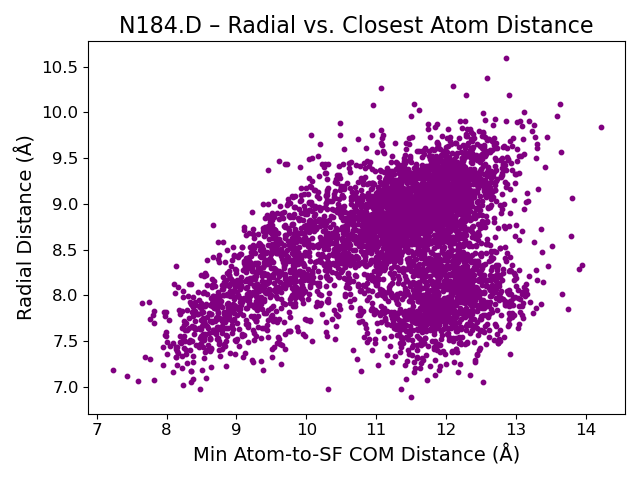 N184.D – Radial vs. Closest Atom Distance
Radial Distance (Å)
10.5
10.0
9.5
9.0
8.5
8.0
7.5
7.0
7 8 9 10 11 12 13 14
Min Atom-to-SF COM Distance (Å)